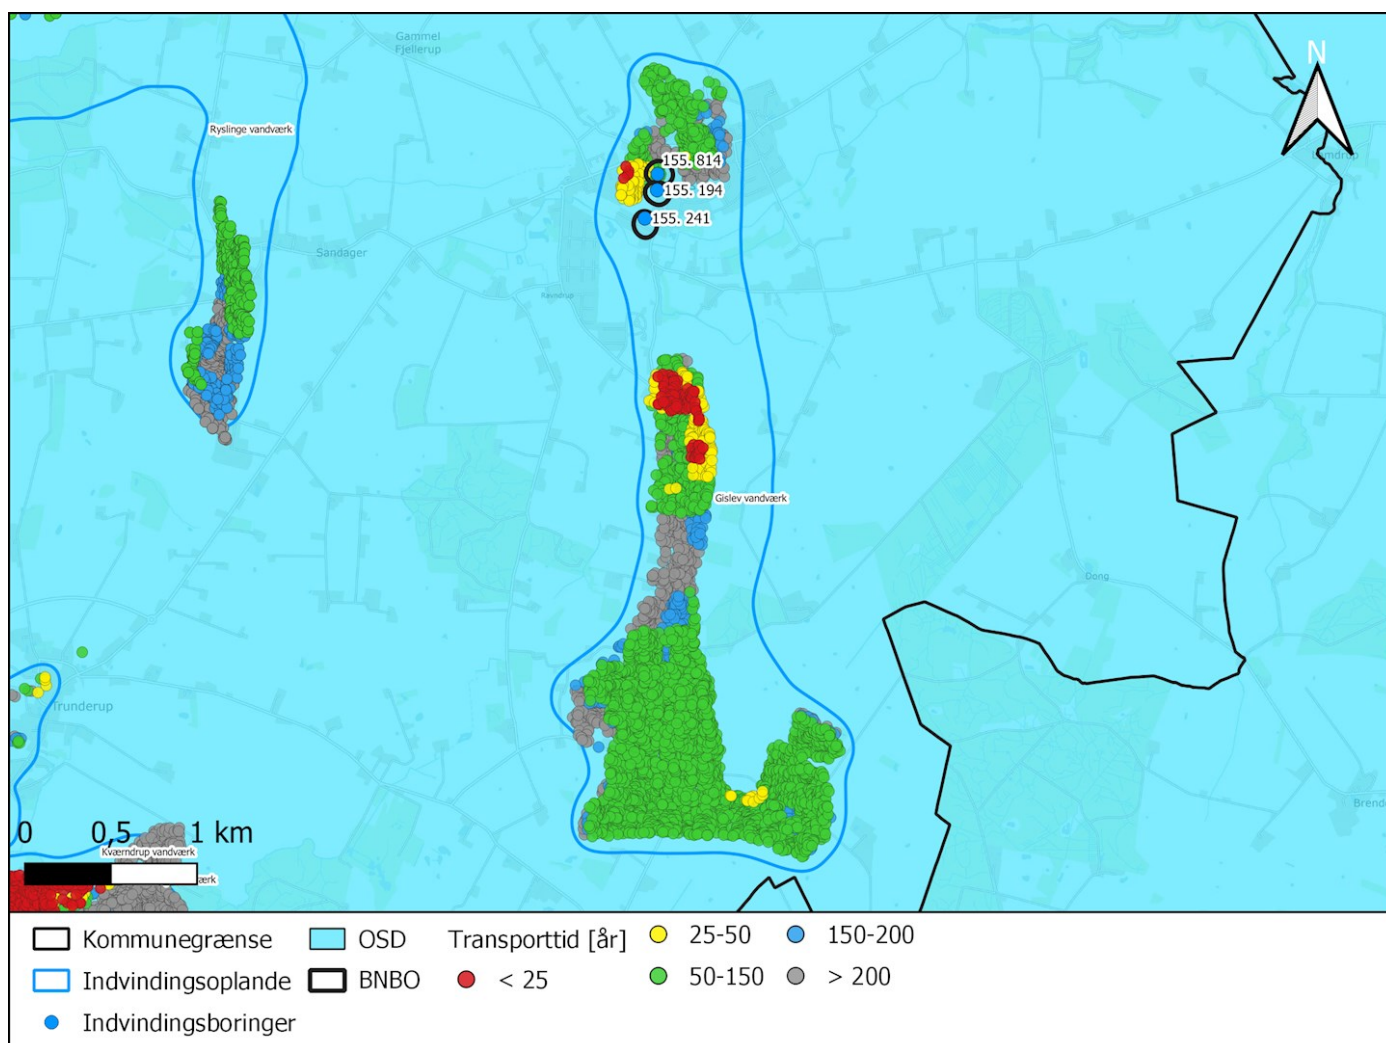 Gammel
Fjellerup
N
Ryslinge vandværk
155. 814
155. 194
155. 241
Sandager
Ravndrup
Gislev vandværk
Trunderup
0 0,5 1 km
Kværndrup vandværk
Kommunegrænse
OSD
Transporttid [år]
25-50
150-200
Indvindingsoplande
BNBO
< 25
50-150
> 200
Indvindingsboringer